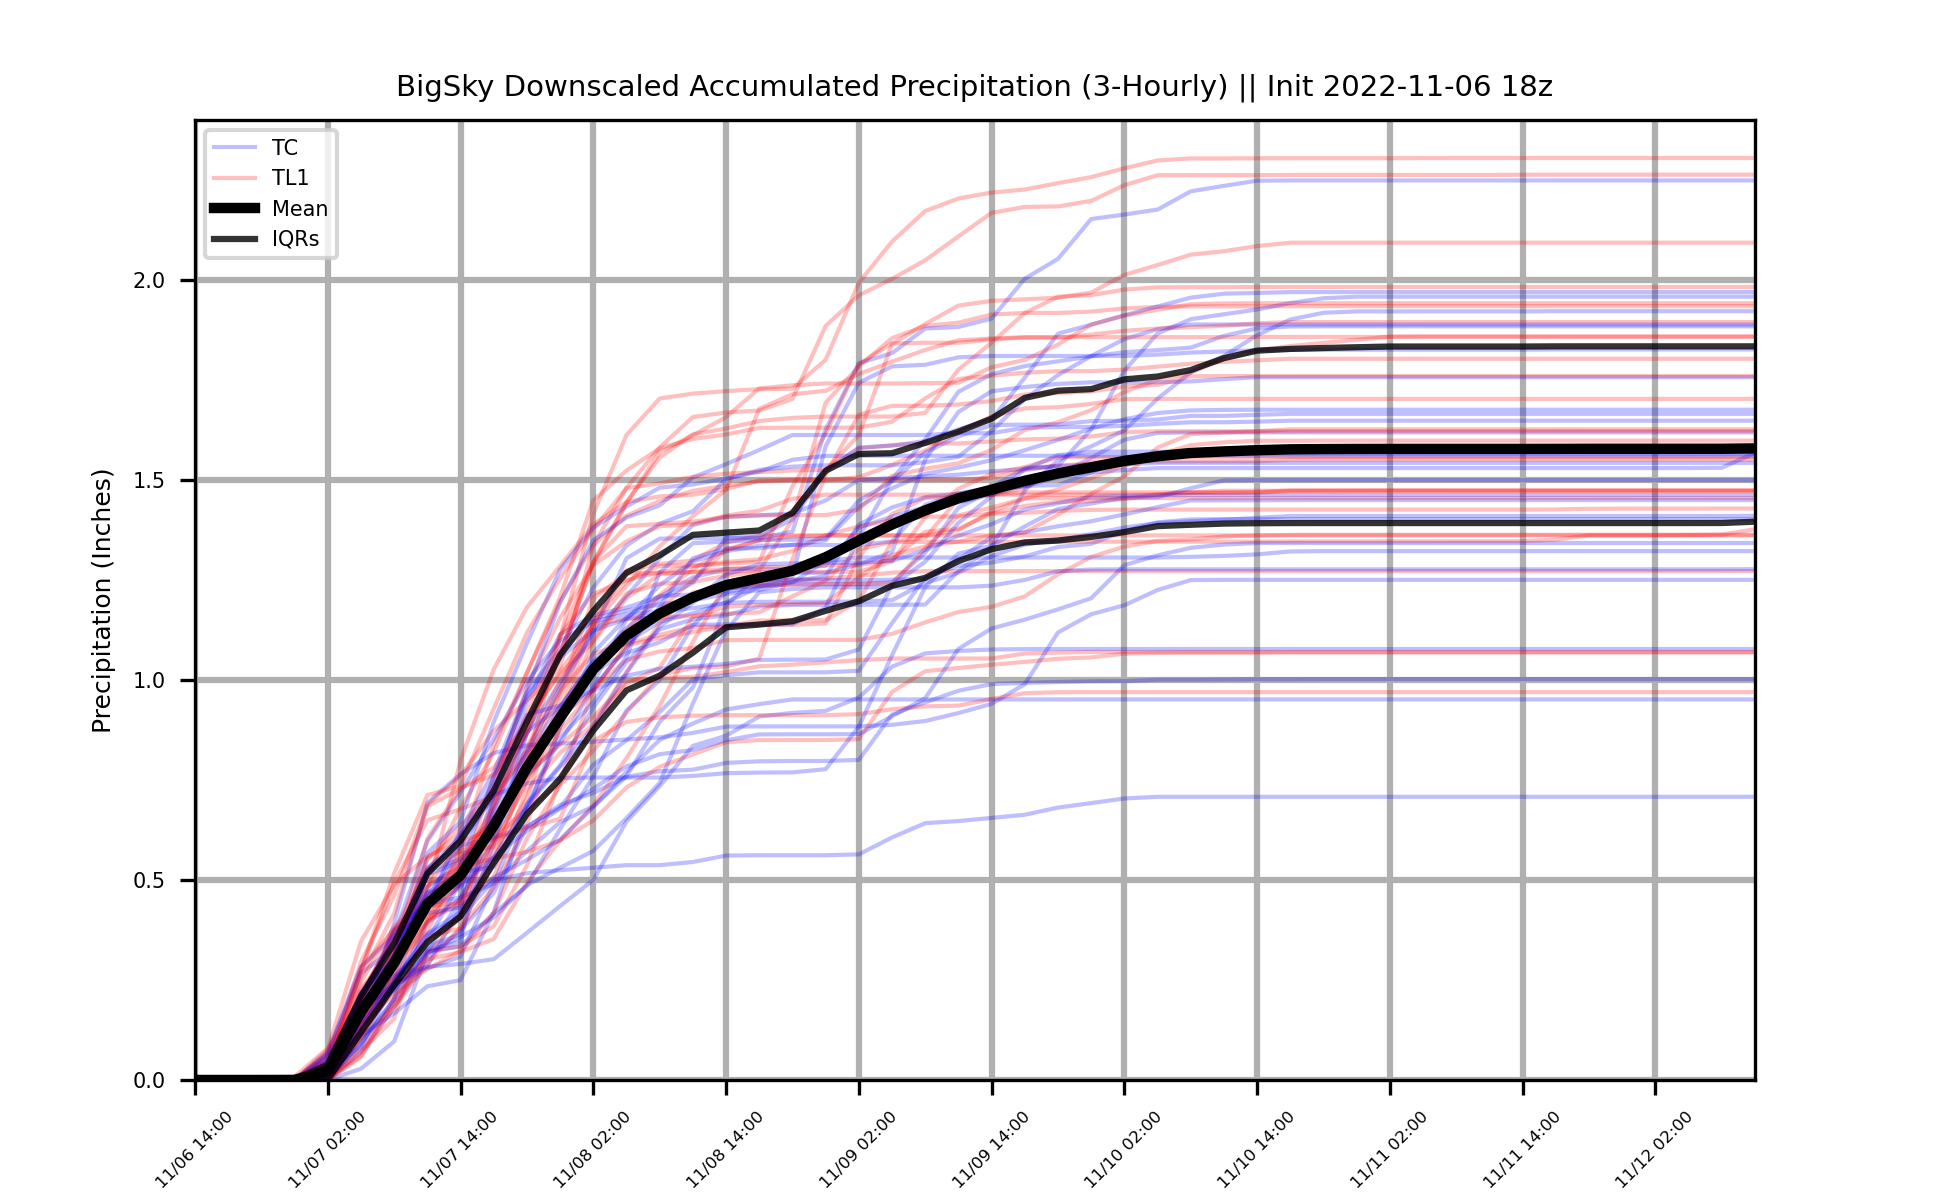 BigSky Downscaled Accumulated Precipitation (3-Hourly) || Init 2022-11-06 18z
TC
TL1
Mean
IQRs
Precipitation (Inches)
2.0
1.5
1.0
0.5
0.0
11/06 14:00
11/07 02:00
11/07 14:00
11/08 02:00
11/08 14:00
11/09 02:00
11/09 14:00
11/10 02:00
11/10 14:00
11/11 02:00
11/11 14:00
11/12 02:00